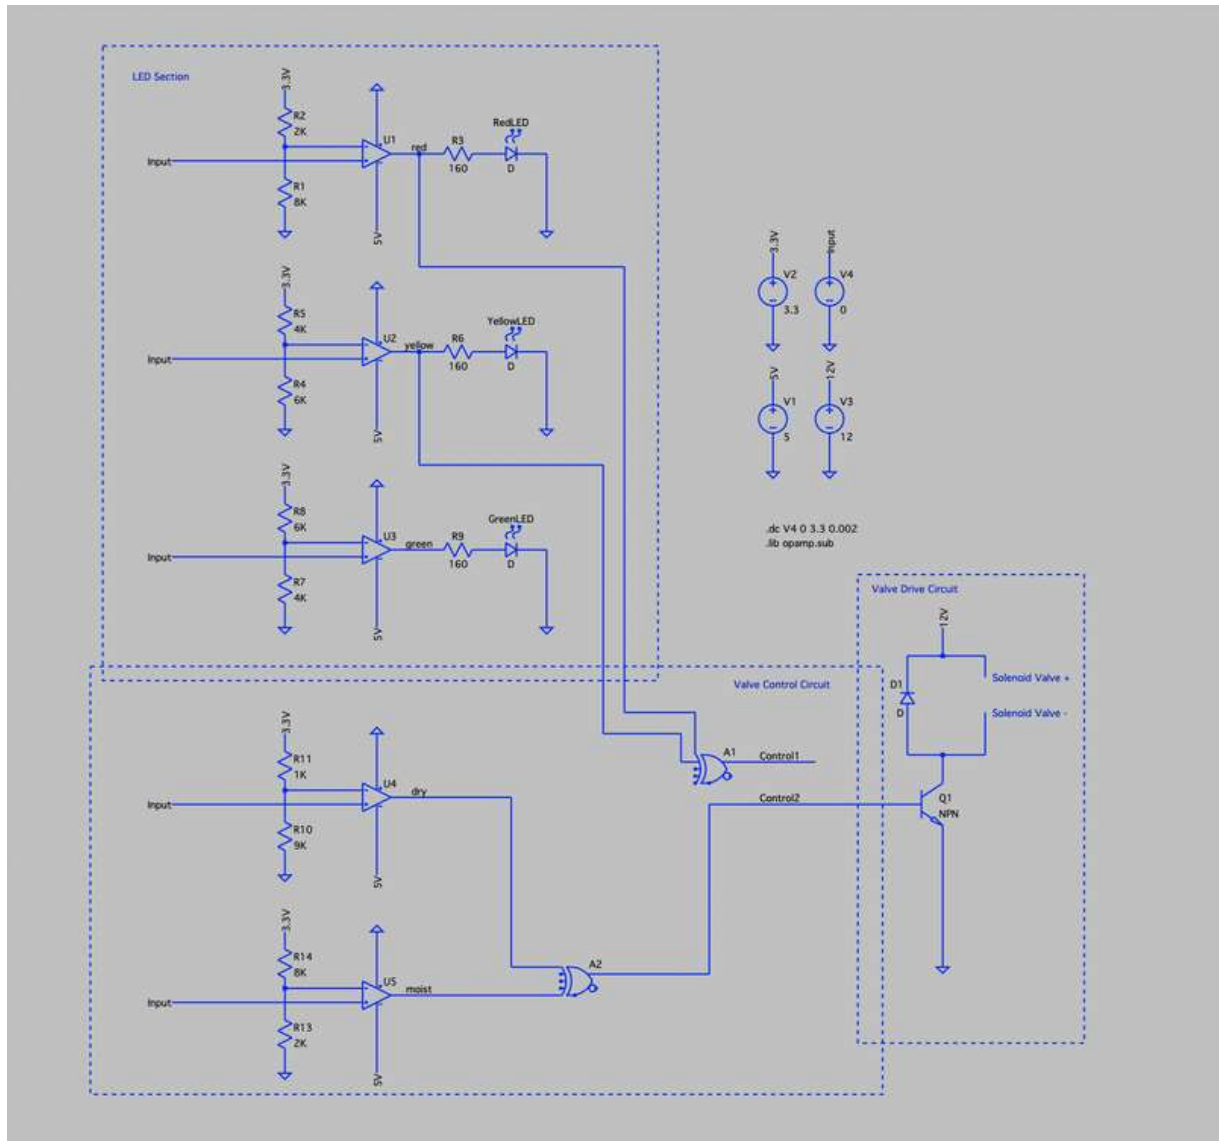 LED Section
3.3V
R2
2K
R1
8K
Input
U1
5V
red
R3
160
RedLED
D
3.3V
R5
4K
R4
6K
Input
U2
5V
yellow
R6
160
YellowLED
D
3.3V
R8
6K
R7
4K
Input
U3
5V
green
R9
160
GreenLED
D
3.3V
V2
3.3
Input
V4
0
5V
V1
5
12V
V3
12
.dc V4 0 3.3 0.002
.lib opamp.sub
Valve Control Circuit
3.3V
R11
1K
R10
9K
Input
U4
5V
dry
3.3V
R14
8K
R13
2K
Input
U5
5V
moist
A2
A1
Control1
Control2
Valve Drive Circuit
12V
D1
D
Solenoid Valve +
Solenoid Valve -
Q1
NPN